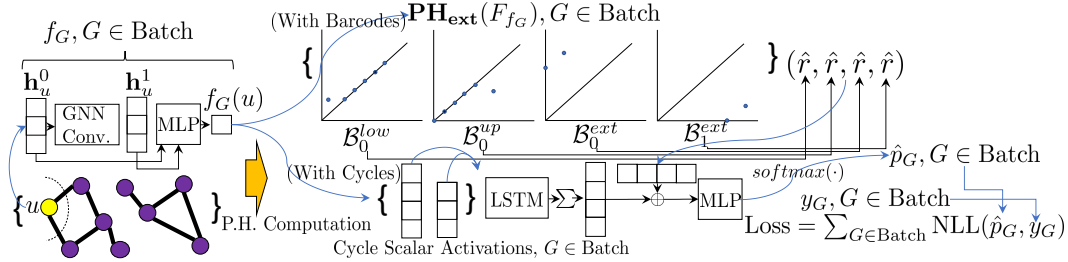 f_G, G ∈ Batch
h_u^0
h_u^1
GNN
Conv.
MLP
f_G(u)
{ u }
P.H. Computation
(With Barcodes)
PH_ext(F_{f_G}), G ∈ Batch
{ } (r̂, r̂, r̂, r̂)
B_0^{low} B_0^{up} B_0^{ext} B_1^{ext}
(With Cycles)
{ }
LSTM
Σ
⊕
MLP
softmax(·)
Cycle Scalar Activations, G ∈ Batch
p̂_G, G ∈ Batch
y_G, G ∈ Batch
Loss = ∑_{G∈Batch} NLL(p̂_G, y_G)